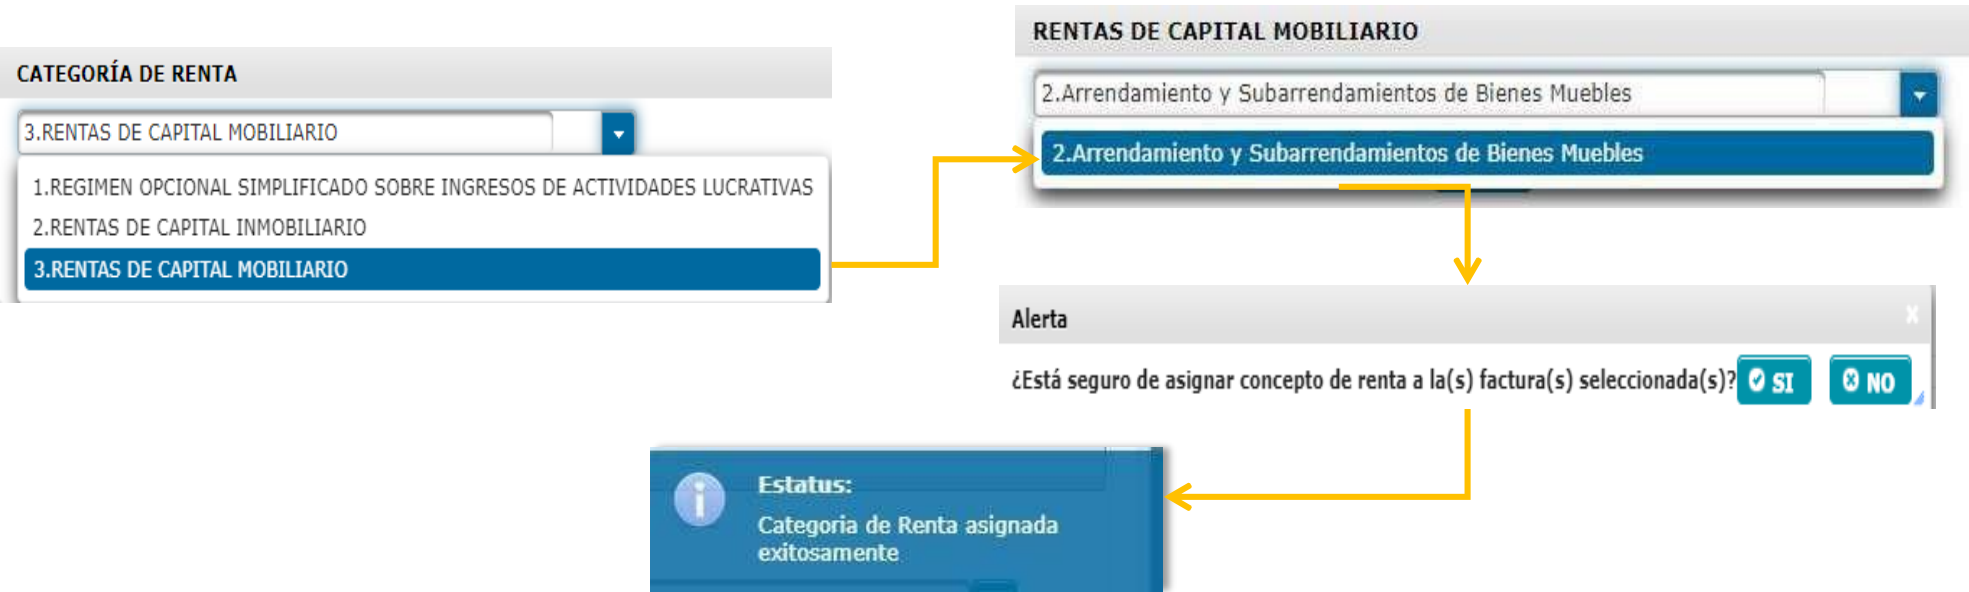 CATEGORÍA DE RENTA
3.RENTAS DE CAPITAL MOBILIARIO
1.REGIMEN OPCIONAL SIMPLIFICADO SOBRE INGRESOS DE ACTIVIDADES LUCRATIVAS
2.RENTAS DE CAPITAL INMOBILIARIO
3.RENTAS DE CAPITAL MOBILIARIO
RENTAS DE CAPITAL MOBILIARIO
2.Arrendamiento y Subarrendamientos de Bienes Muebles
2.Arrendamiento y Subarrendamientos de Bienes Muebles
Alerta
¿Está seguro de asignar concepto de renta a la(s) factura(s) seleccionada(s)? SI NO
Estatus:
Categoria de Renta asignada
exitosamente